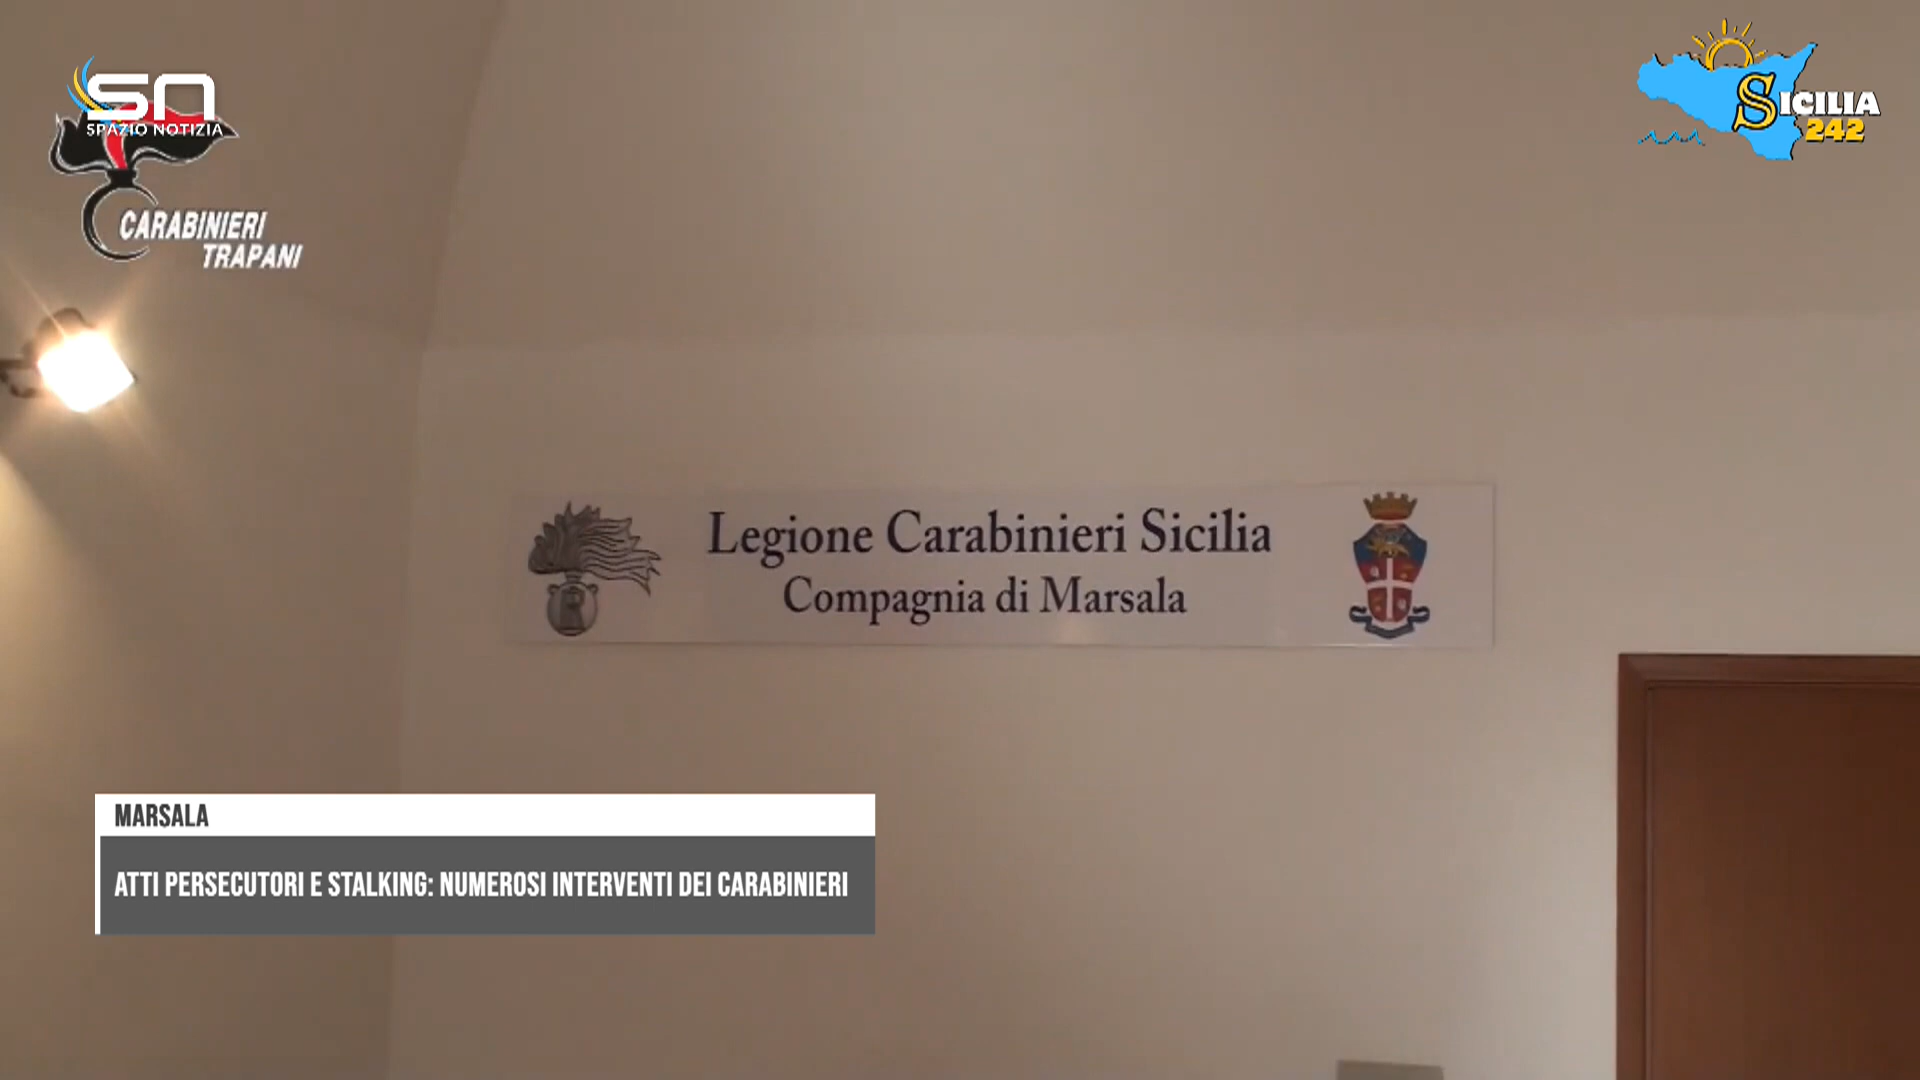 SN
SPAZIO NOTIZIA
CARABINIERI
TRAPANI
SICILIA
242
Legione Carabinieri Sicilia
Compagnia di Marsala
MARSALA
ATTI PERSECUTORI E STALKING: NUMEROSI INTERVENTI DEI CARABINIERI